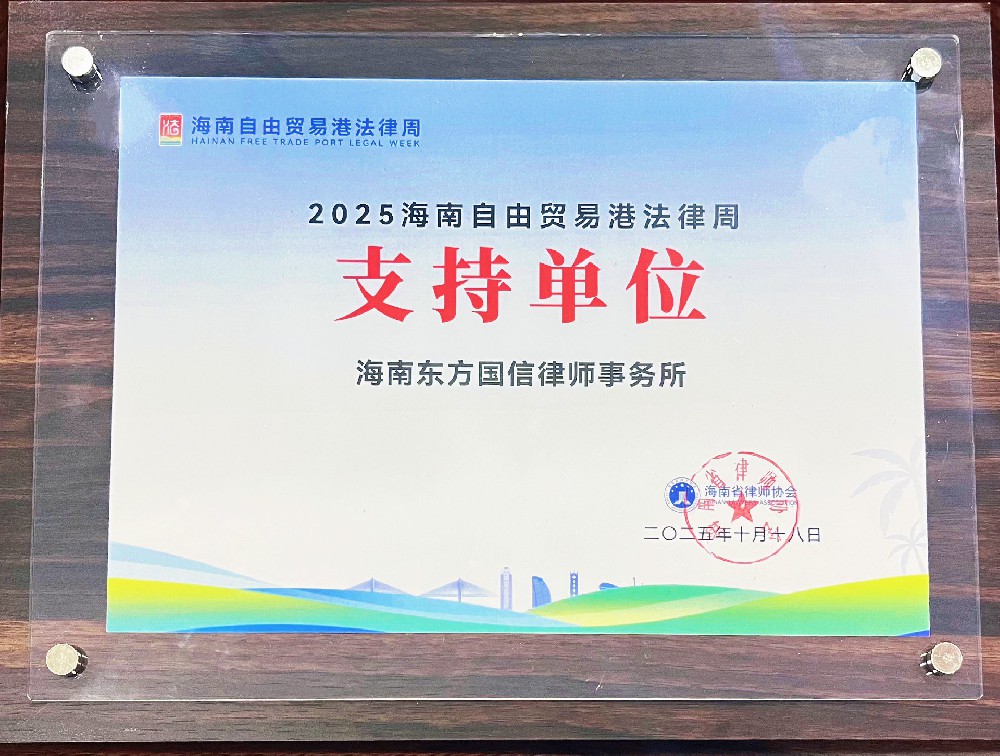 海南自由贸易港法律周
HAINAN FREE TRADE PORT LEGAL WEEK
2025海南自由贸易港法律周
支持单位
海南东方国信律师事务所
海南省律师协会
二〇二五年十月十八日